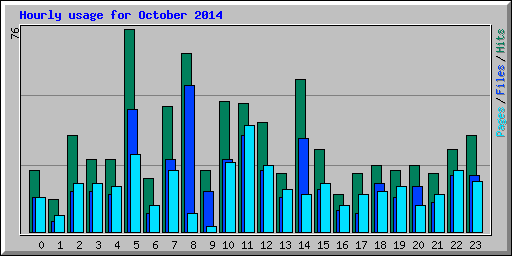 Hourly usage for October 2014
76
Pages/Files/Hits
0 1 2 3 4 5 6 7 8 9 10 11 12 13 14 15 16 17 18 19 20 21 22 23